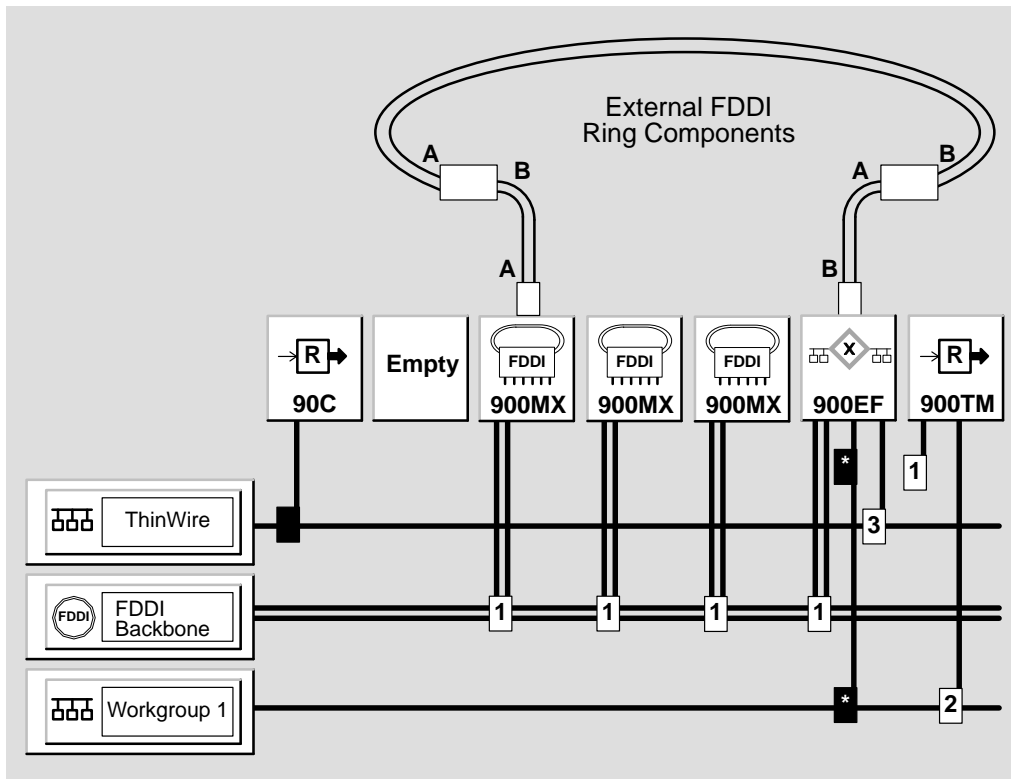 External FDDI
Ring Components
A
B
A
B
A
B
R
90C
Empty
FDDI
900MX
FDDI
900MX
FDDI
900MX
X
900EF
R
900TM
*
1
ThinWire
3
FDDI
FDDI
Backbone
1
1
1
1
Workgroup 1
*
2